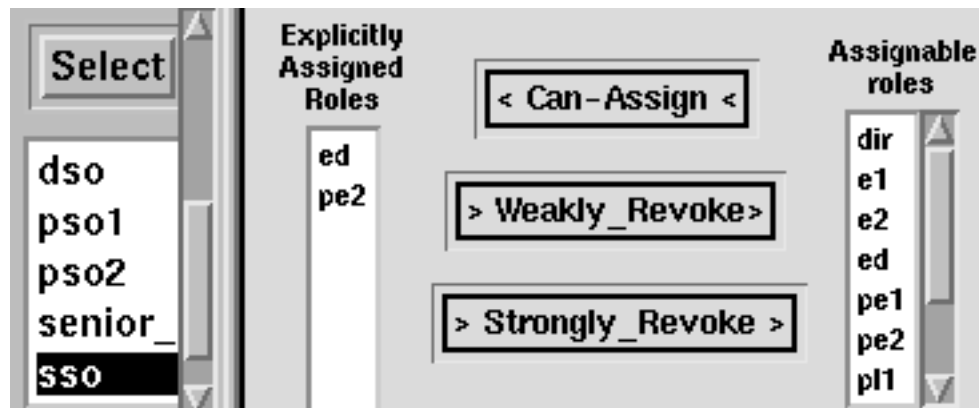 Select
dso
pso1
pso2
senior_
sso
Explicitly
Assigned
Roles
ed
pe2
< Can-Assign <
> Weakly_Revoke>
> Strongly_Revoke >
Assignable
roles
dir
e1
e2
ed
pe1
pe2
pl1